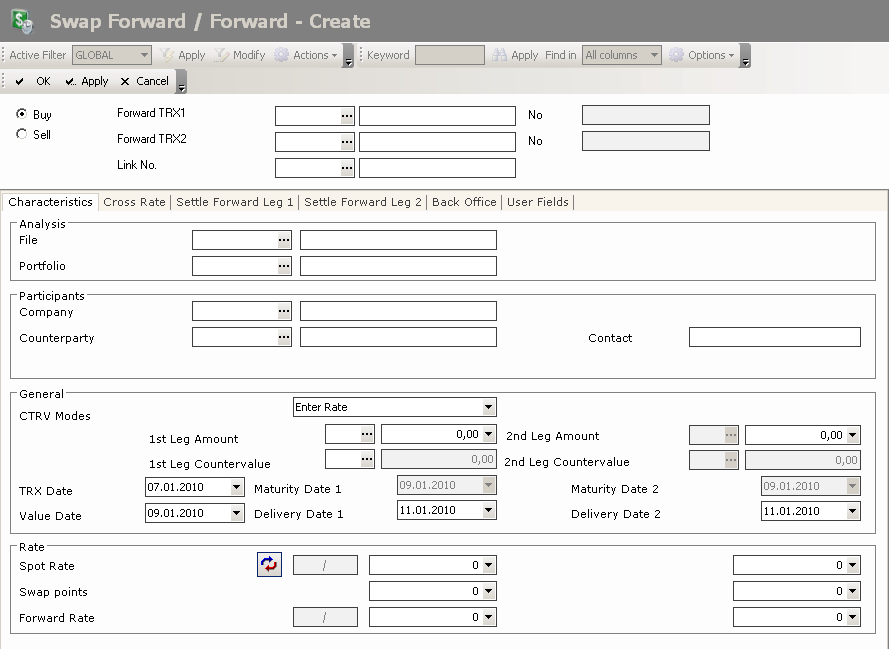 Swap Forward / Forward - Create
Active Filter GLOBAL Apply Modify Actions Keyword Apply Find in All columns Options
OK Apply Cancel
Buy Forward TRX1 ... No
Sell Forward TRX2 ... No
Link No. ...
Characteristics Cross Rate Settle Forward Leg 1 Settle Forward Leg 2 Back Office User Fields
Analysis
File ...
Portfolio ...
Participants
Company ...
Counterparty ... Contact
General
CTRV Modes Enter Rate
1st Leg Amount ... 0,00 2nd Leg Amount ... 0,00
1st Leg Countervalue ... 0,00 2nd Leg Countervalue ... 0,00
TRX Date 07.01.2010 Maturity Date 1 09.01.2010 Maturity Date 2 09.01.2010
Value Date 09.01.2010 Delivery Date 1 11.01.2010 Delivery Date 2 11.01.2010
Rate
Spot Rate / 0 0
Swap points 0 0
Forward Rate / 0 0